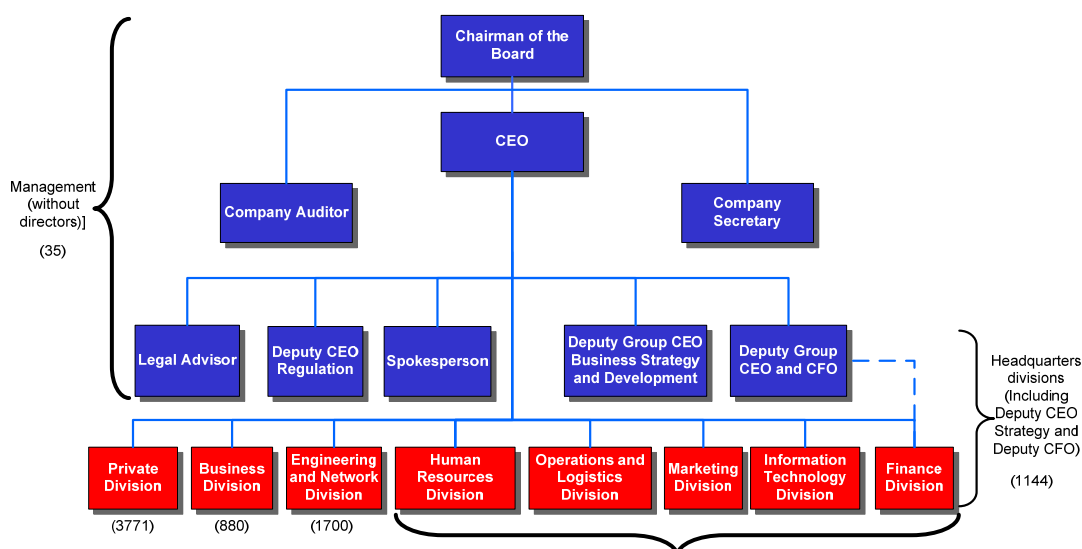 Chairman of the
Board
CEO
Management
(without
directors)]
(35)
Company Auditor
Company
Secretary
Legal Advisor
Deputy CEO
Regulation
Spokesperson
Deputy Group CEO
Business Strategy
and Development
Deputy Group
CEO and CFO
Headquarters
divisions
(Including
Deputy CEO
Strategy and
Deputy CFO)
(1144)
Private
Division
Business
Division
Engineering
and Network
Division
Human
Resources
Division
Operations and
Logistics
Division
Marketing
Division
Information
Technology
Division
Finance
Division
(3771)
(880)
(1700)